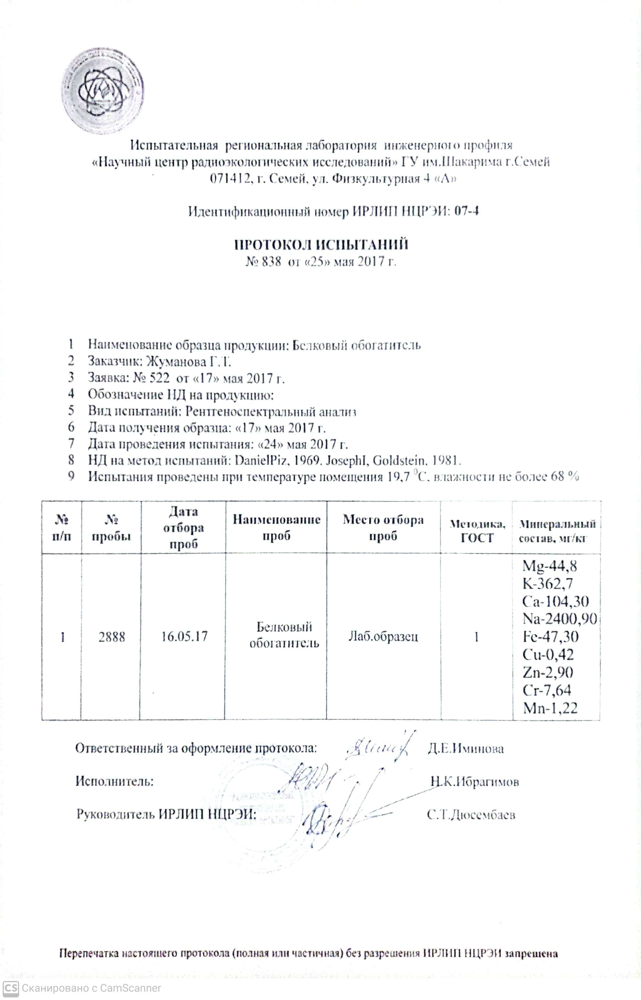 Испытательная региональная лаборатория инженерного профиля
«Научный центр радиоэкологических исследований» ГУ им.Шакарима г.Семей
071412, г. Семей, ул. Физкультурная 4 «А»
Идентификационный номер ИРЛИП НЦРЭИ: 07-4
ПРОТОКОЛ ИСПЫТАНИЙ
№ 838 от «25» мая 2017 г.
1 Наименование образца продукции: Белковый обогатитель
2 Заказчик: Жуманова Г.Т.
3 Заявка: № 522 от «17» мая 2017 г.
4 Обозначение НД на продукцию:
5 Вид испытаний: Рентгеноспектральный анализ
6 Дата получения образца: «17» мая 2017 г.
7 Дата проведения испытания: «24» мая 2017 г.
8 НД на метод испытаний: DanielPiz, 1969. JosephI, Goldstein, 1981.
9 Испытания проведены при температуре помещения 19,7 ⁰С, влажности не более 68 %
№ п/п
№ пробы
Дата отбора проб
Наименование проб
Место отбора проб
Методика, ГОСТ
Минеральный состав, мг/кг
1
2888
16.05.17
Белковый
обогатитель
Лаб.образец
1
Mg-44,8
K-362,7
Ca-104,30
Na-2400,90
Fe-47,30
Cu-0,42
Zn-2,90
Cr-7,64
Mn-1,22
Ответственный за оформление протокола: Д.Е.Иминова
Исполнитель: Н.К.Ибрагимов
Руководитель ИРЛИП НЦРЭИ: С.Т.Дюсембаев
Перепечатка настоящего протокола (полная или частичная) без разрешения ИРЛИП НЦРЭИ запрещена
CS Сканировано с CamScanner